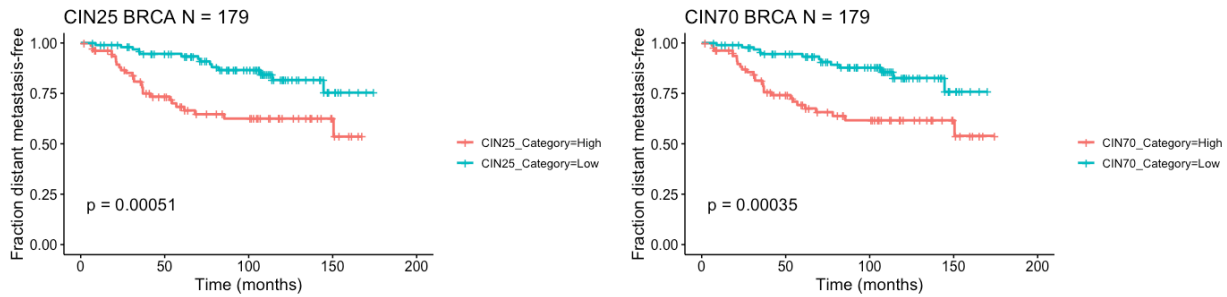 CIN25 BRCA N = 179
Fraction distant metastasis-free
1.00
0.75
0.50
0.25
0.00
p = 0.00051
0 50 100 150 200
Time (months)
CIN25_Category=High
CIN25_Category=Low
CIN70 BRCA N = 179
Fraction distant metastasis-free
1.00
0.75
0.50
0.25
0.00
p = 0.00035
0 50 100 150 200
Time (months)
CIN70_Category=High
CIN70_Category=Low